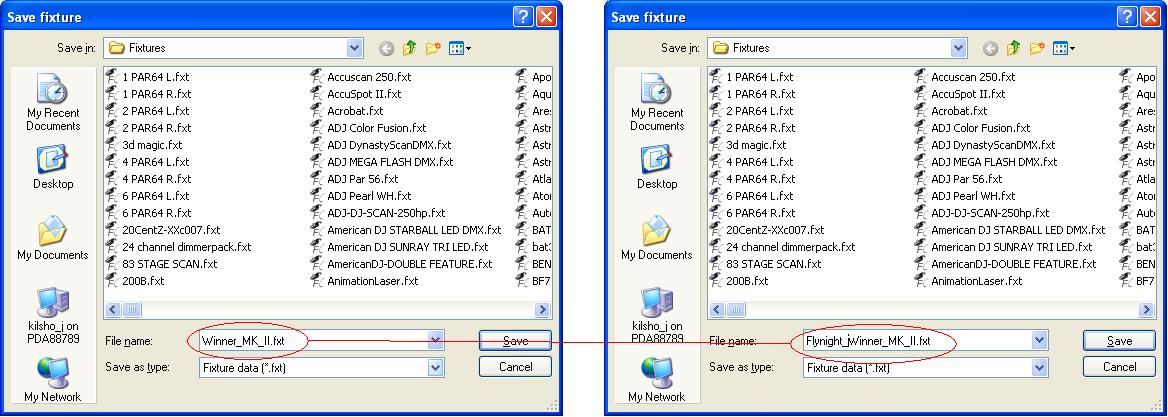 Save fixture
Save in: Fixtures
My Recent
Documents
Desktop
My Documents
kilsho_j on
PDA88789
My Network
1 PAR64 L.fxt
1 PAR64 R.fxt
2 PAR64 L.fxt
2 PAR64 R.fxt
3d magic.fxt
4 PAR64 L.fxt
4 PAR64 R.fxt
6 PAR64 L.fxt
6 PAR64 R.fxt
20CentZ-XXc007.fxt
24 channel dimmerpack.fxt
83 STAGE SCAN.fxt
200B.fxt
Accuscan 250.fxt
AccuSpot II.fxt
Acrobat.fxt
ADJ Color Fusion.fxt
ADJ DynastyScanDMX.fxt
ADJ MEGA FLASH DMX.fxt
ADJ Par 56.fxt
ADJ Pearl WH.fxt
ADJ-DJ-SCAN-250hp.fxt
American DJ STARBALL LED DMX.fxt
American DJ SUNRAY TRI LED.fxt
AmericanDJ-DOUBLE FEATURE.fxt
AnimationLaser.fxt
Apo
Aqu
Are
Astr
Astr
Astr
Atla
Ato
Aut
BAT
bat3
BEN
BF7
File name: Winner_MK_II.fxt Save
Save as type: Fixture data (*.fxt) Cancel
Save fixture
Save in: Fixtures
My Recent
Documents
Desktop
My Documents
kilsho_j on
PDA88789
My Network
1 PAR64 L.fxt
1 PAR64 R.fxt
2 PAR64 L.fxt
2 PAR64 R.fxt
3d magic.fxt
4 PAR64 L.fxt
4 PAR64 R.fxt
6 PAR64 L.fxt
6 PAR64 R.fxt
20CentZ-XXc007.fxt
24 channel dimmerpack.fxt
83 STAGE SCAN.fxt
200B.fxt
Accuscan 250.fxt
AccuSpot II.fxt
Acrobat.fxt
ADJ Color Fusion.fxt
ADJ DynastyScanDMX.fxt
ADJ MEGA FLASH DMX.fxt
ADJ Par 56.fxt
ADJ Pearl WH.fxt
ADJ-DJ-SCAN-250hp.fxt
American DJ STARBALL LED DMX.fxt
American DJ SUNRAY TRI LED.fxt
AmericanDJ-DOUBLE FEATURE.fxt
AnimationLaser.fxt
Apo
Aqu
Are
Astr
Astr
Astr
Atla
Ato
Aut
BAT
bat3
BEN
BF7
File name: Flynight_Winner_MK_II.fxt Save
Save as type: Fixture data (*.fxt) Cancel